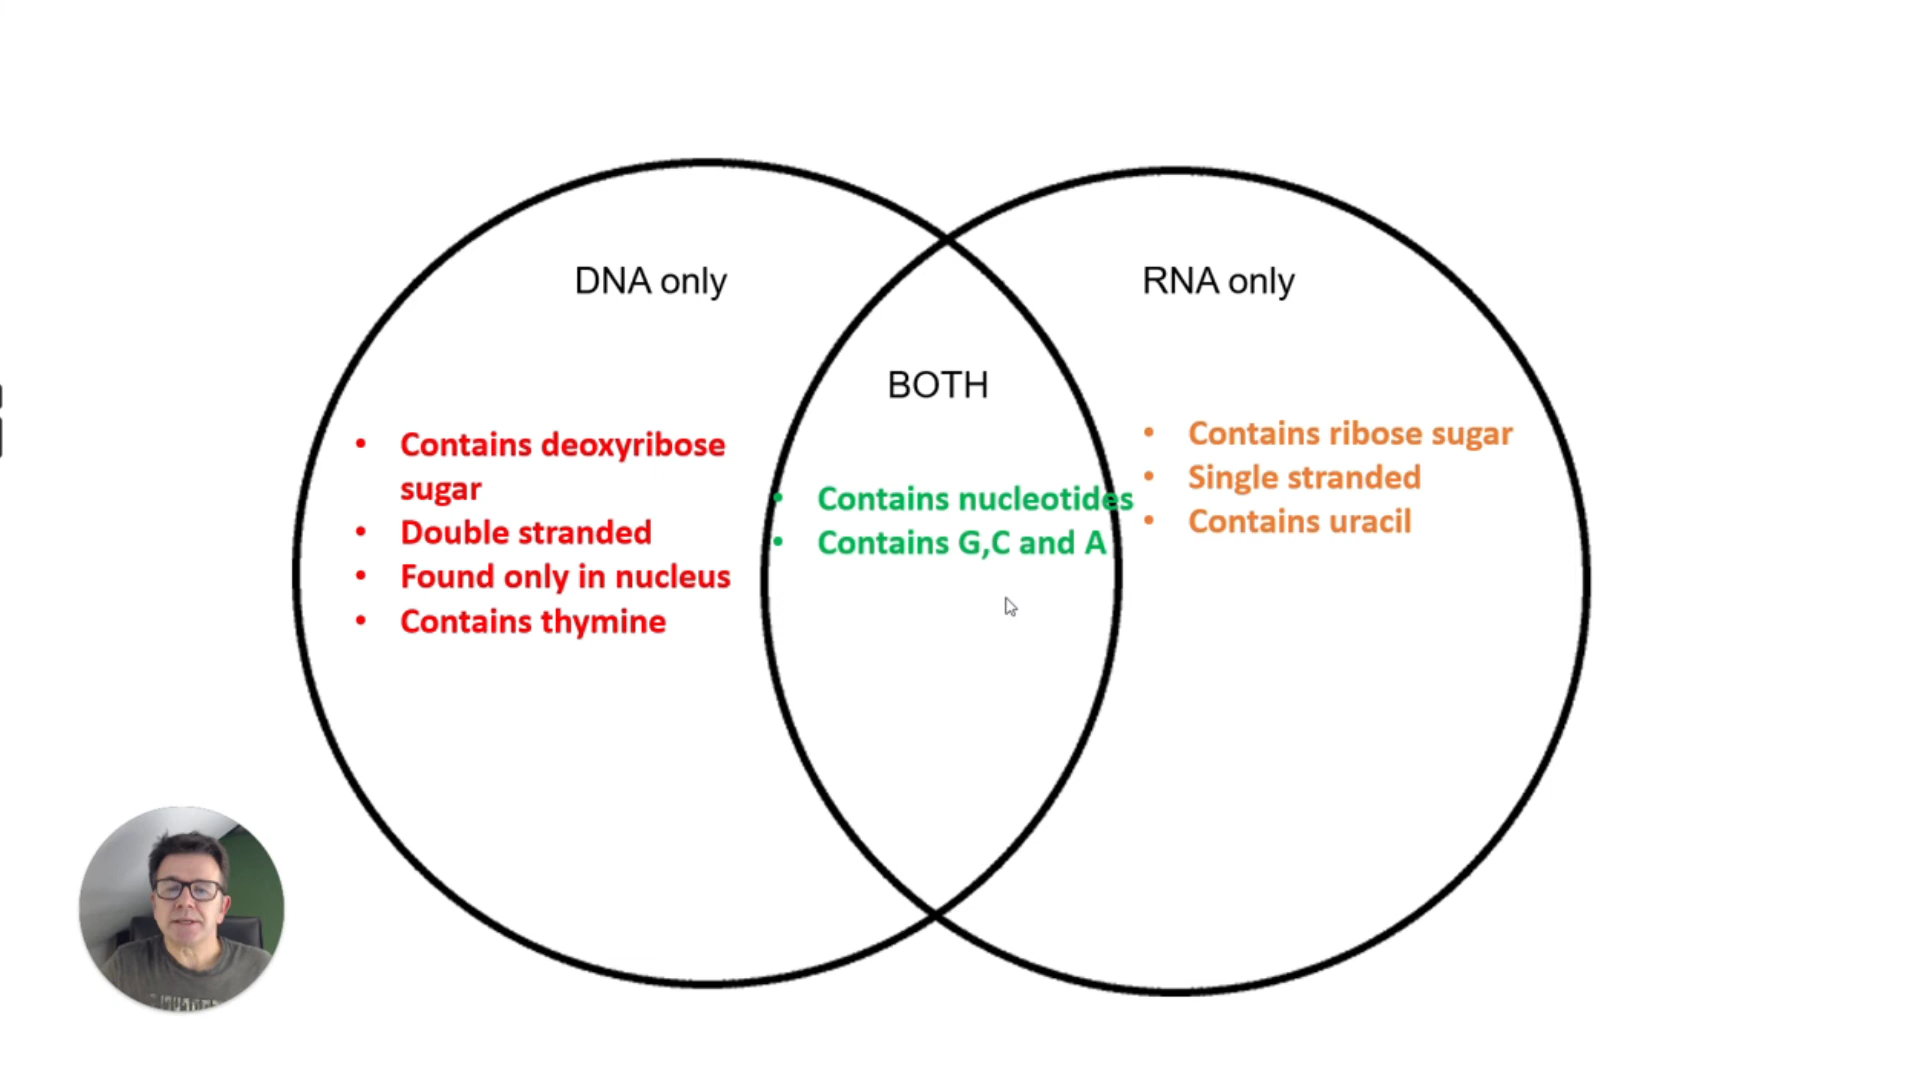 DNA only
RNA only
BOTH
• Contains deoxyribose
sugar
• Double stranded
• Found only in nucleus
• Contains thymine
• Contains nucleotides
• Contains G,C and A
• Contains ribose sugar
• Single stranded
• Contains uracil